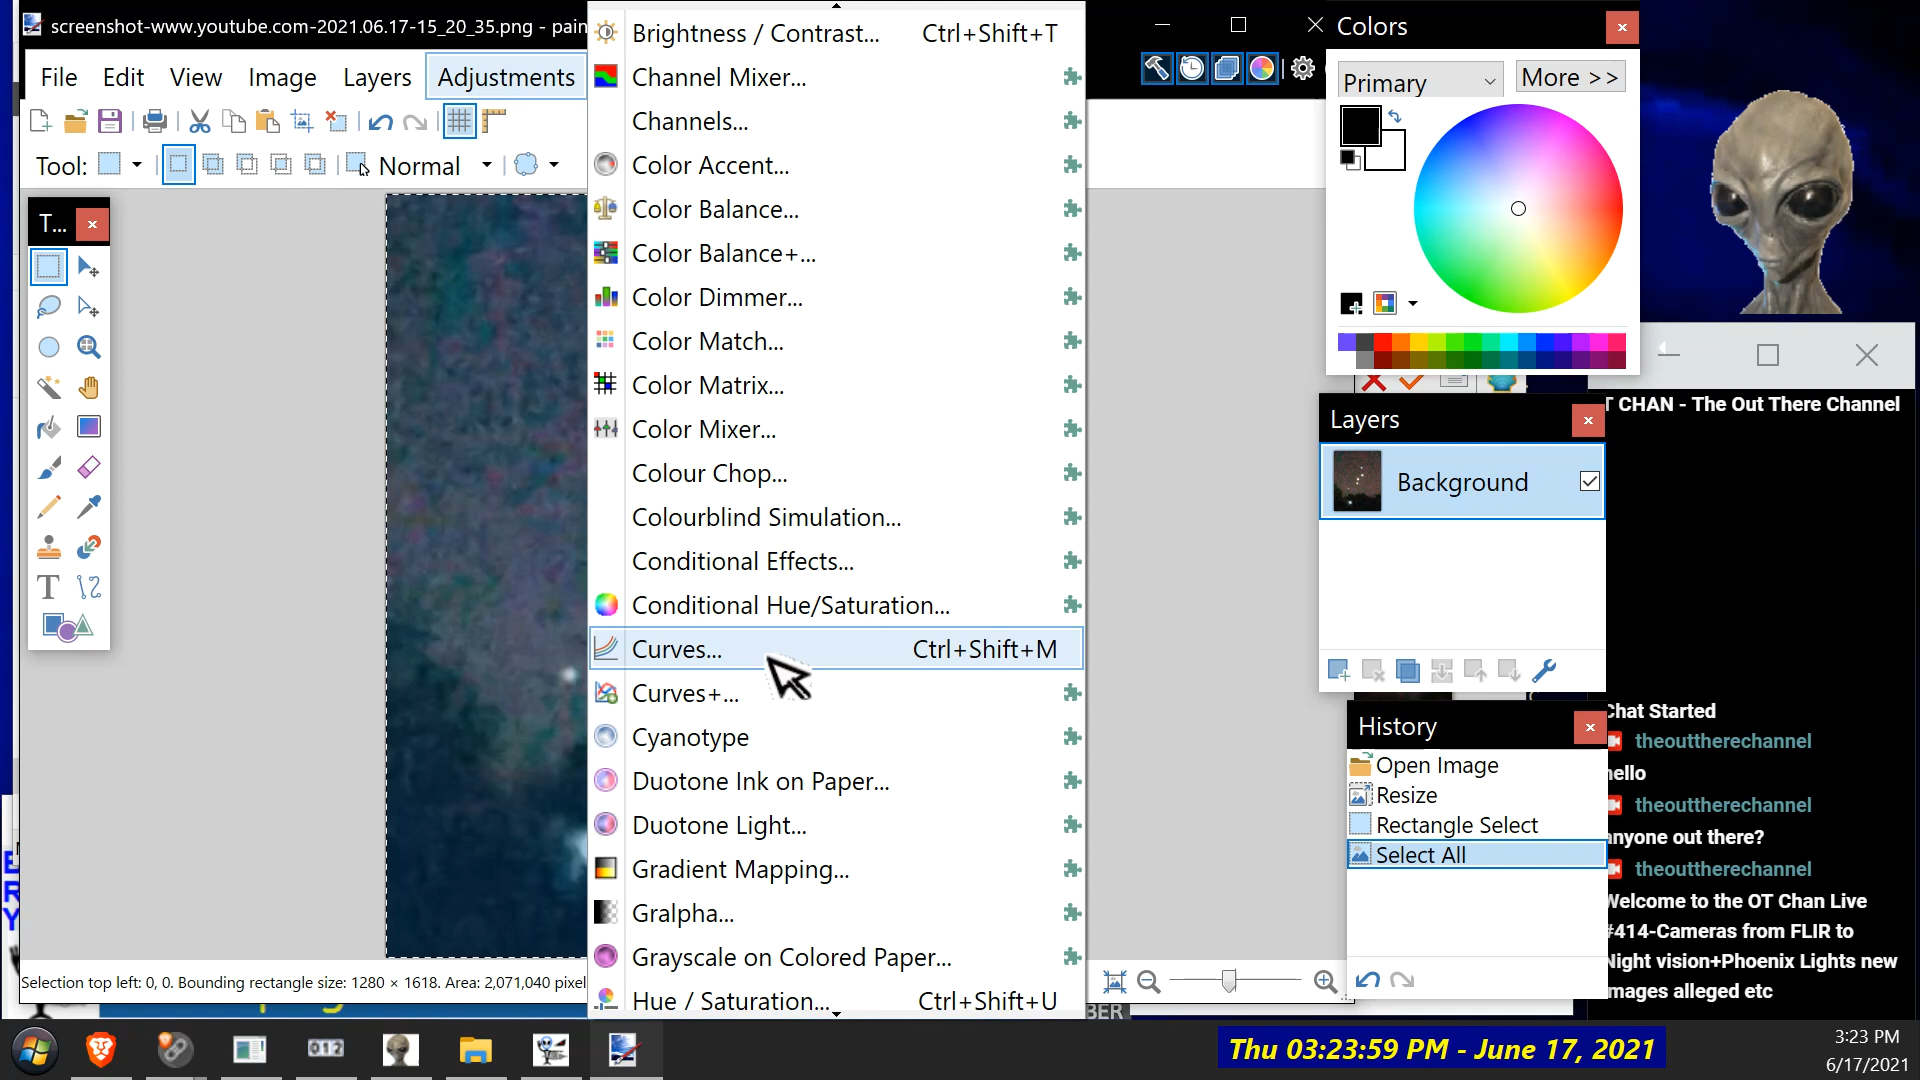 screenshot-www.youtube.com-2021.06.17-15_20_35.png - pain
File Edit View Image Layers Adjustments
Tool: Normal
T...
Brightness / Contrast... Ctrl+Shift+T
Channel Mixer...
Channels...
Color Accent...
Color Balance...
Color Balance+...
Color Dimmer...
Color Match...
Color Matrix...
Color Mixer...
Colour Chop...
Colourblind Simulation...
Conditional Effects...
Conditional Hue/Saturation...
Curves... Ctrl+Shift+M
Curves+...
Cyanotype
Duotone Ink on Paper...
Duotone Light...
Gradient Mapping...
Gralpha...
Grayscale on Colored Paper...
Hue / Saturation... Ctrl+Shift+U
Colors
Primary More >>
Layers
Background
History
Open Image
Resize
Rectangle Select
Select All
T CHAN - The Out There Channel
Chat Started
theouttherechannel
hello
theouttherechannel
anyone out there?
theouttherechannel
Welcome to the OT Chan Live
#414-Cameras from FLIR to
Night vision+Phoenix Lights new
images alleged etc
Selection top left: 0, 0. Bounding rectangle size: 1280 × 1618. Area: 2,071,040 pixel
BER
E
R
Y
012
Thu 03:23:59 PM - June 17, 2021
3:23 PM
6/17/2021